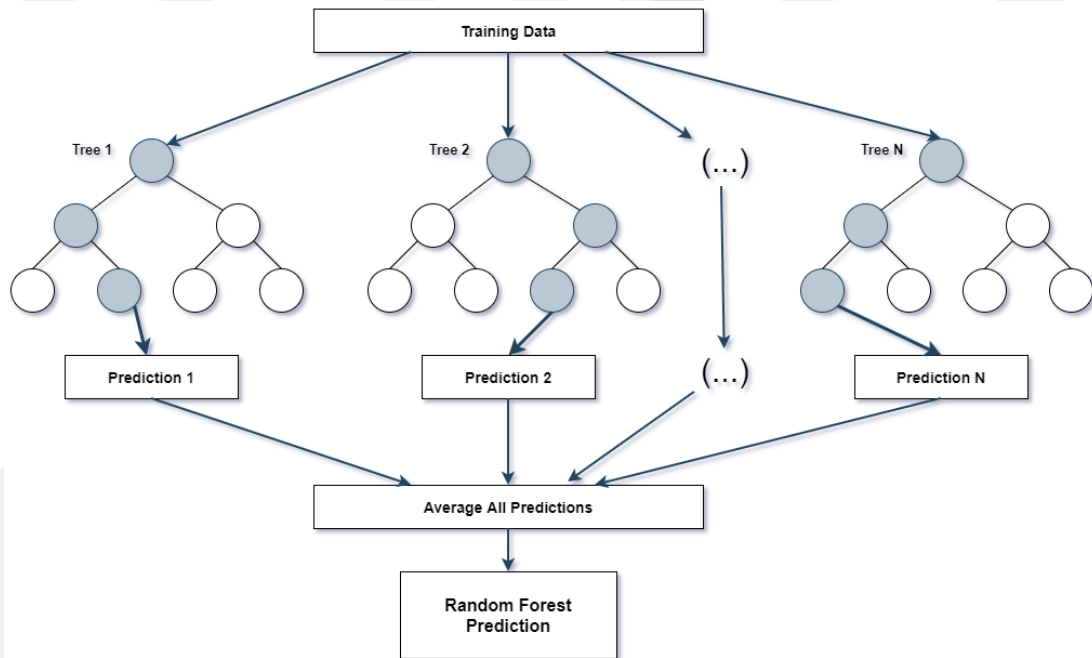 Training Data
Tree 1
Tree 2
(...)
Tree N
Prediction 1
Prediction 2
(...)
Prediction N
Average All Predictions
Random Forest
Prediction